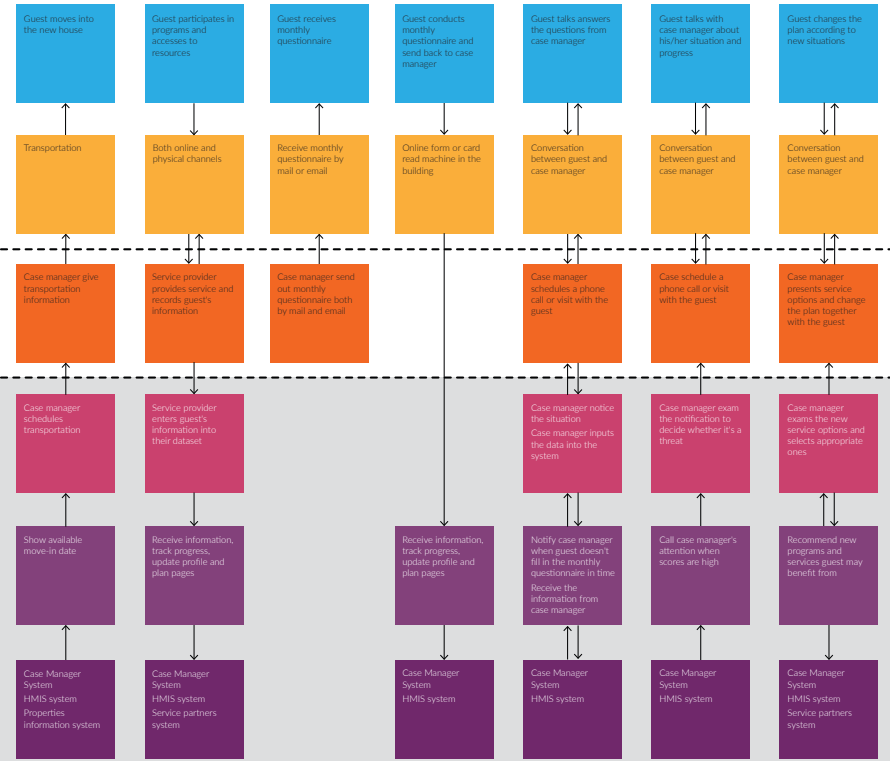 Guest moves into
the new house
Guest participates in
programs and
accesses to
resources
Guest receives
monthly
questionnaire
Guest conducts
monthly
questionnaire and
send back to case
manager
Guest talks answers
the questions from
case manager
Guest talks with
case manager about
his/her situation and
progress
Guest changes the
plan according to
new situations
Transportation
Both online and
physical channels
Receive monthly
questionnaire by
mail or email
Online form or card
read machine in the
building
Conversation
between guest and
case manager
Conversation
between guest and
case manager
Conversation
between guest and
case manager
Case manager give
transportation
information
Service provider
provides service and
records guest's
information
Case manager send
out monthly
questionnaire both
by mail and email
Case manager
schedules a phone
call or visit with the
guest
Case schedule a
phone call or visit
with the guest
Case manager
presents service
options and change
the plan together
with the guest
Case manager
schedules
transportation
Service provider
enters guest's
information into
their dataset
Case manager notice
the situation
Case manager inputs
the data into the
system
Case manager exam
the notification to
decide whether it's a
threat
Case manager
exams the new
service options and
selects appropriate
ones
Show available
move-in date
Receive information,
track progress,
update profile and
plan pages
Receive information,
track progress,
update profile and
plan pages
Notify case manager
when guest doesn't
fill in the monthly
questionnaire in time
Receive the
information from
case manager
Call case manager's
attention when
scores are high
Recommend new
programs and
services guest may
benefit from
Case Manager
System
HMIS system
Properties
information system
Case Manager
System
HMIS system
Service partners
system
Case Manager
System
HMIS system
Case Manager
System
HMIS system
Case Manager
System
HMIS system
Case Manager
System
HMIS system
Service partners
system